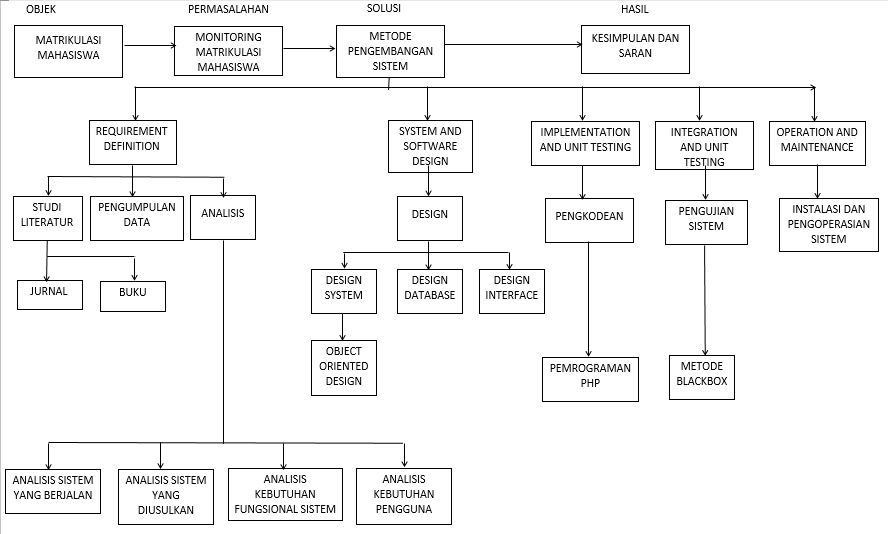 OBJEK
PERMASALAHAN
SOLUSI
HASIL
MATRIKULASI
MAHASISWA
MONITORING
MATRIKULASI
MAHASISWA
METODE
PENGEMBANGAN
SISTEM
KESIMPULAN DAN
SARAN
REQUIREMENT
DEFINITION
SYSTEM AND
SOFTWARE
DESIGN
IMPLEMENTATION
AND UNIT TESTING
INTEGRATION
AND UNIT
TESTING
OPERATION AND
MAINTENANCE
STUDI
LITERATUR
PENGUMPULAN
DATA
ANALISIS
DESIGN
PENGKODEAN
PENGUJIAN
SISTEM
INSTALASI DAN
PENGOPERASIAN
SISTEM
JURNAL
BUKU
DESIGN
SYSTEM
DESIGN
DATABASE
DESIGN
INTERFACE
OBJECT
ORIENTED
DESIGN
PEMROGRAMAN
PHP
METODE
BLACKBOX
ANALISIS SISTEM
YANG BERJALAN
ANALISIS SISTEM
YANG
DIUSULKAN
ANALISIS
KEBUTUHAN
FUNGSIONAL SISTEM
ANALISIS
KEBUTUHAN
PENGGUNA